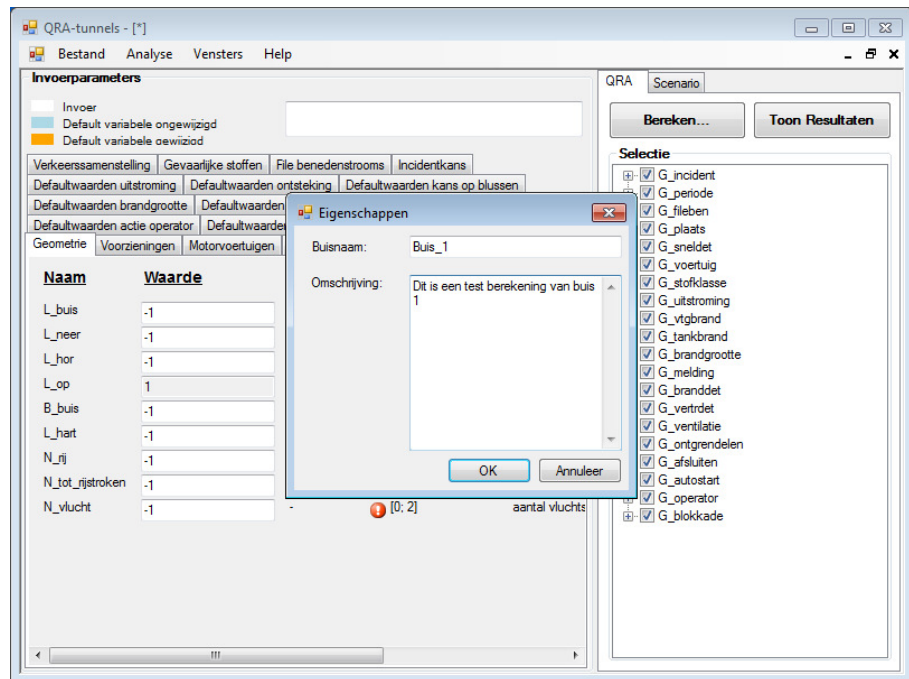 QRA-tunnels - [*]
Bestand Analyse Vensters Help
Invoerparameters
Invoer
Default variabele ongewijzigd
Default variabele gewijzigd
Verkeerssamenstelling Gevaarlijke stoffen File benedenstrooms Incidentkans
Defaultwaarden uitstroming Defaultwaarden ontsteking Defaultwaarden kans op blussen
Defaultwaarden brandgrootte Defaultwaarden
Defaultwaarden actie operator Defaultwaarde
Geometrie Voorzieningen Motorvoertuigen
Naam Waarde
L_buis -1
L_neer -1
L_hor -1
L_op 1
B_buis -1
L_hart -1
N_rij -1
N_tot_rijstroken -1
N_vlucht -1 - [0; 2] aantal vluchts
Eigenschappen
Buisnaam: Buis_1
Omschrijving: Dit is een test berekening van buis
1
OK Annuleer
QRA Scenario
Bereken... Toon Resultaten
Selectie
G_incident
G_periode
G_fileben
G_plaats
G_sneldet
G_voertuig
G_stofklasse
G_uitstroming
G_vtgbrand
G_tankbrand
G_brandgrootte
G_melding
G_branddet
G_vertrdet
G_ventilatie
G_ontgrendelen
G_afsluiten
G_autostart
G_operator
G_blokkade